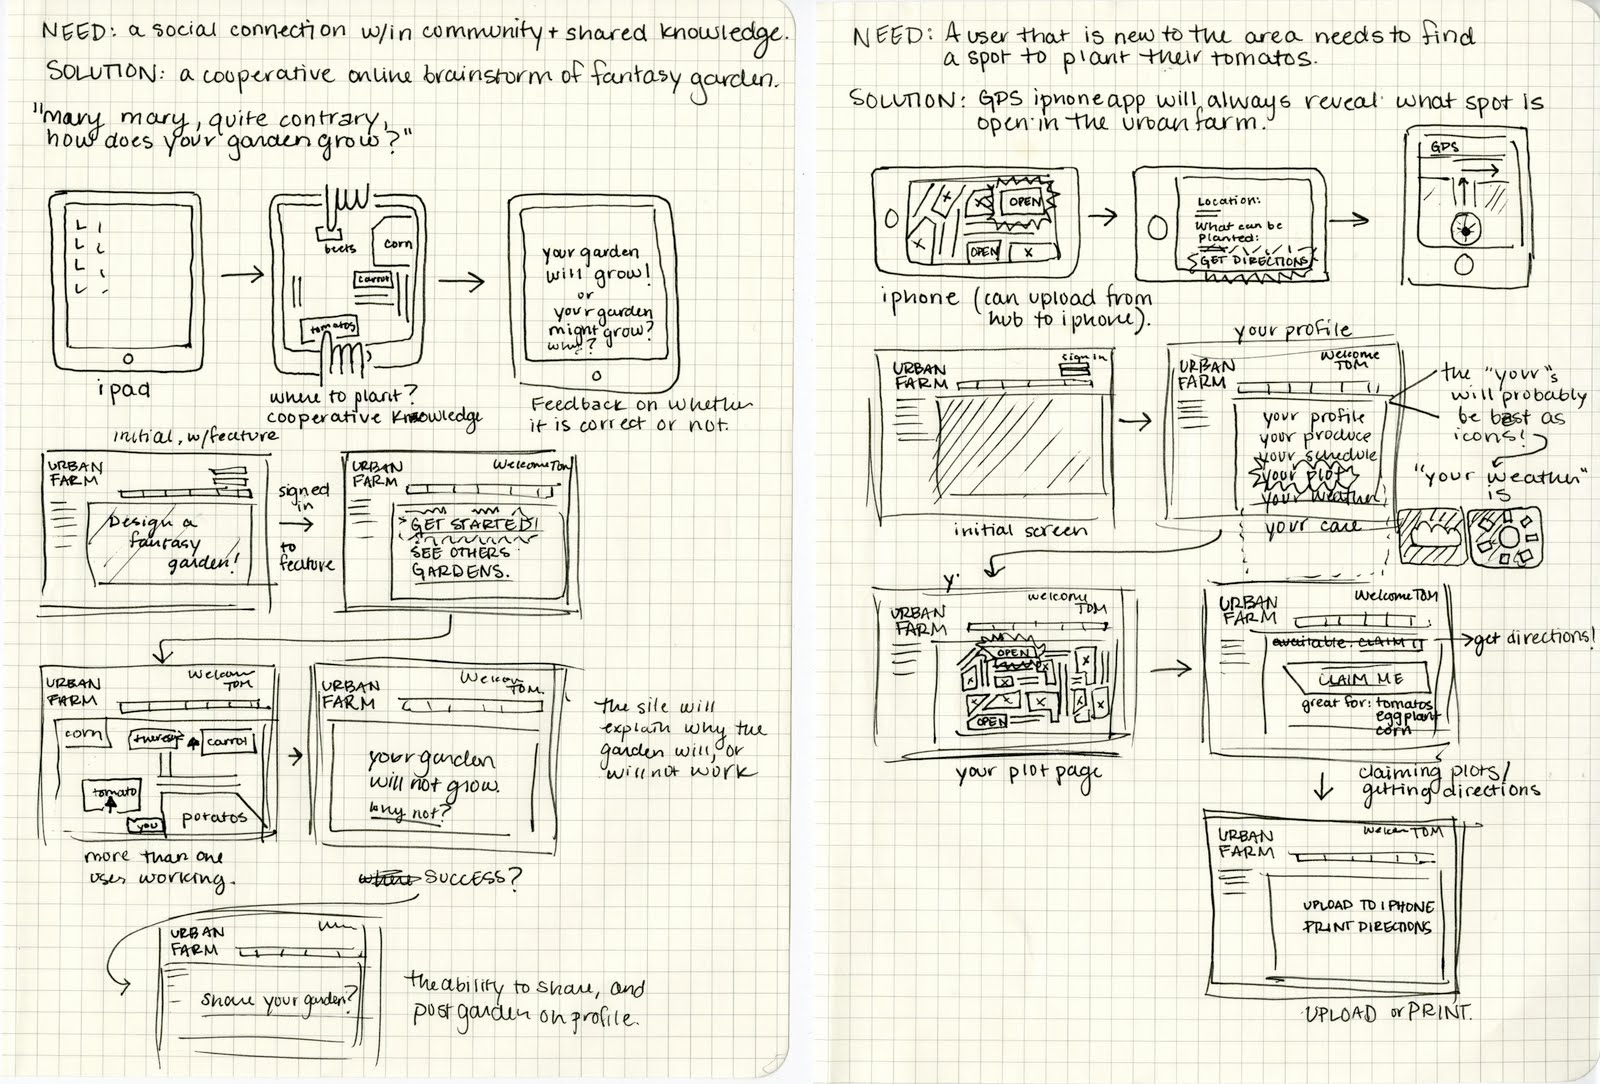 NEED: a social connection w/in community + shared knowledge.
SOLUTION: a cooperative online brainstorm of fantasy garden.
"mary mary, quite contrary,
how does your garden grow?"
beets
corn
carrot
tomatos
your garden
will grow!
or
your garden
might grow?
why?
ipad
where to plant?
cooperative knowledge
Feedback on whether
it is correct or not.
initial, w/feature
URBAN
FARM
Design a
fantasy
garden!
signed
in
to
feature
URBAN
FARM
Welcome Tom
GET STARTED!
SEE OTHERS
GARDENS.
URBAN
FARM
Welcom
TOM
corn
carrot
tomato
you
potatos
more than one
user working.
URBAN
FARM
Welcom
TOM.
your garden
will not grow.
why not?
the site will
explain why the
garden will, or
will not work
SUCCESS?
URBAN
FARM
share your garden?
the ability to share, and
post garden on profile.
NEED: A user that is new to the area needs to find
a spot to plant their tomatos.
SOLUTION: GPS iphone app will always reveal what spot is
open in the urban farm.
OPEN
OPEN
x
Location:
What can be
planted:
GET DIRECTIONS
GPS
iphone (can upload from
hub to iphone).
URBAN
FARM
sign in
initial screen
your profile
URBAN
FARM
Welcome
TOM
your profile
your produce
your schedule
your plot
your weather
your care
the "your"s
will probably
be best as
icons!
"your weather"
is
y.
URBAN
FARM
welcome
TOM
OPEN
OPEN
your plot page
URBAN
FARM
Welcome TOM
available. CLAIM it
get directions!
CLAIM ME
great for: tomatos
eggplant
corn
claiming plots/
getting directions
URBAN
FARM
Welcom TOM
UPLOAD TO IPHONE
PRINT DIRECTIONS
UPLOAD or PRINT.